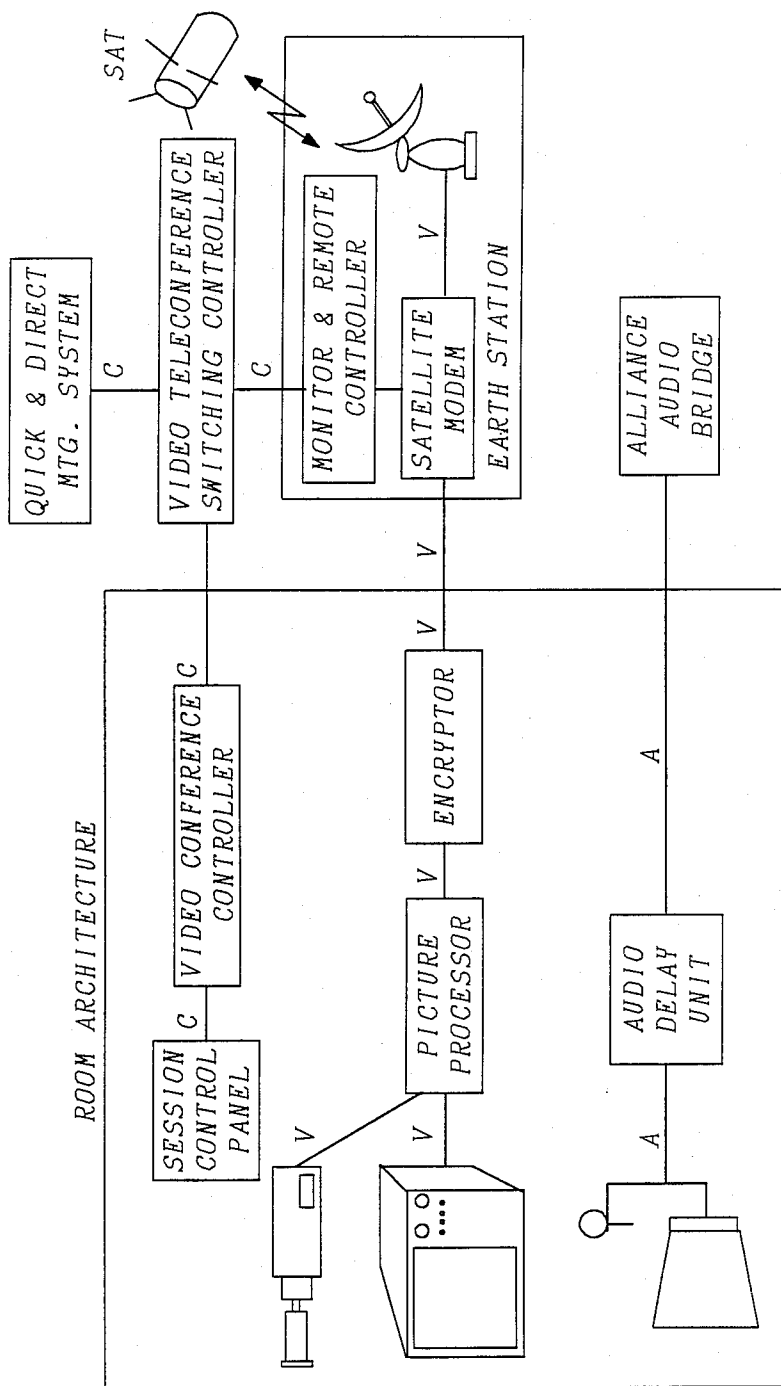 ROOM ARCHITECTURE
SESSION
CONTROL
PANEL
C
VIDEO CONFERENCE
CONTROLLER
C
QUICK & DIRECT
MTG. SYSTEM
C
VIDEO TELECONFERENCE
SWITCHING CONTROLLER
C
SAT
MONITOR & REMOTE
CONTROLLER
SATELLITE
MODEM
V
EARTH STATION
V
V
PICTURE
PROCESSOR
V
ENCRYPTOR
V
V
A
AUDIO
DELAY
UNIT
A
ALLIANCE
AUDIO
BRIDGE